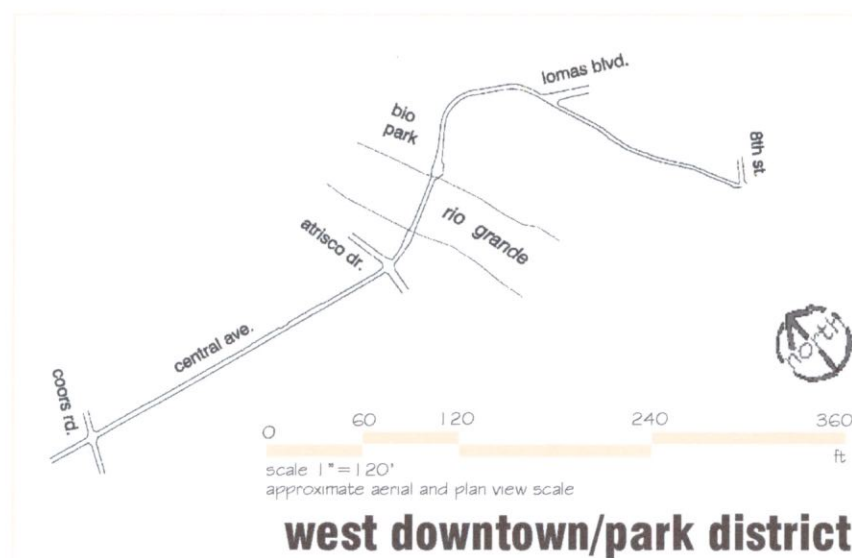 lomas blvd.
bio
park
8th st.
rio grande
atrisco dr.
central ave.
coors rd.
north
0 60 120 240 360
ft
scale 1"=120'
approximate aerial and plan view scale
west downtown/park district